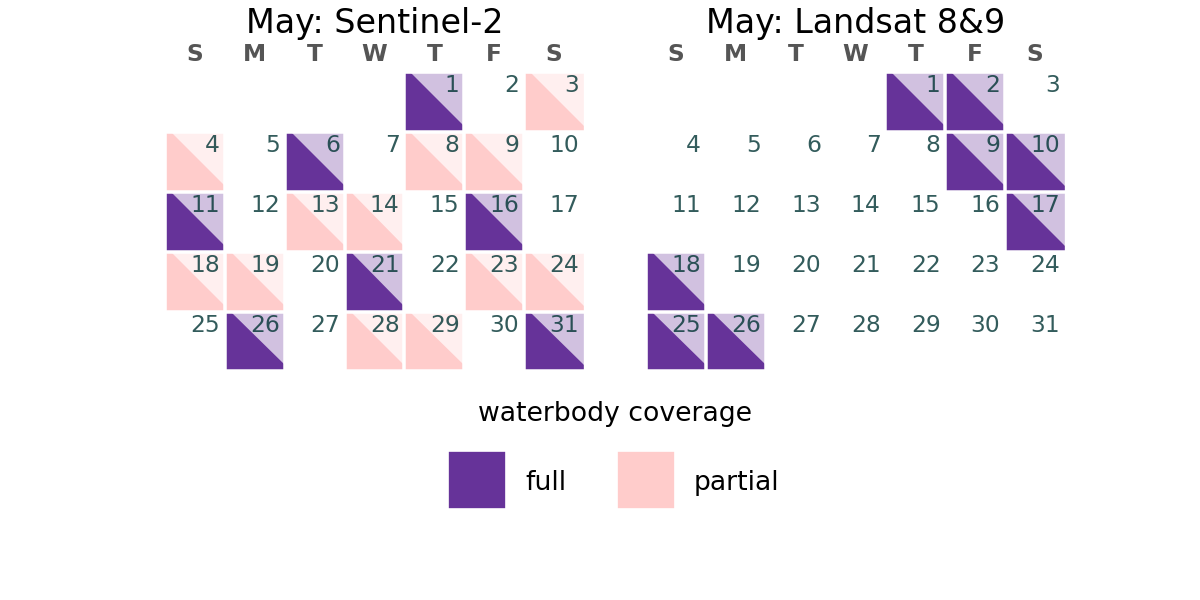 May: Sentinel-2
S M T W T F S
1 2 3
4 5 6 7 8 9 10
11 12 13 14 15 16 17
18 19 20 21 22 23 24
25 26 27 28 29 30 31
May: Landsat 8&9
S M T W T F S
1 2 3
4 5 6 7 8 9 10
11 12 13 14 15 16 17
18 19 20 21 22 23 24
25 26 27 28 29 30 31
waterbody coverage
full partial